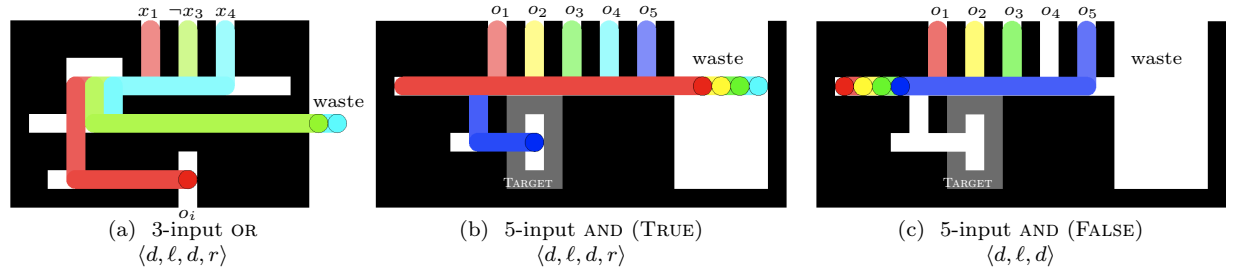 x₁ ¬x₃ x₄
waste
oᵢ
(a) 3-input OR
⟨d, ℓ, d, r⟩
o₁ o₂ o₃ o₄ o₅
waste
TARGET
(b) 5-input AND (TRUE)
⟨d, ℓ, d, r⟩
o₁ o₂ o₃ o₄ o₅
waste
TARGET
(c) 5-input AND (FALSE)
⟨d, ℓ, d⟩